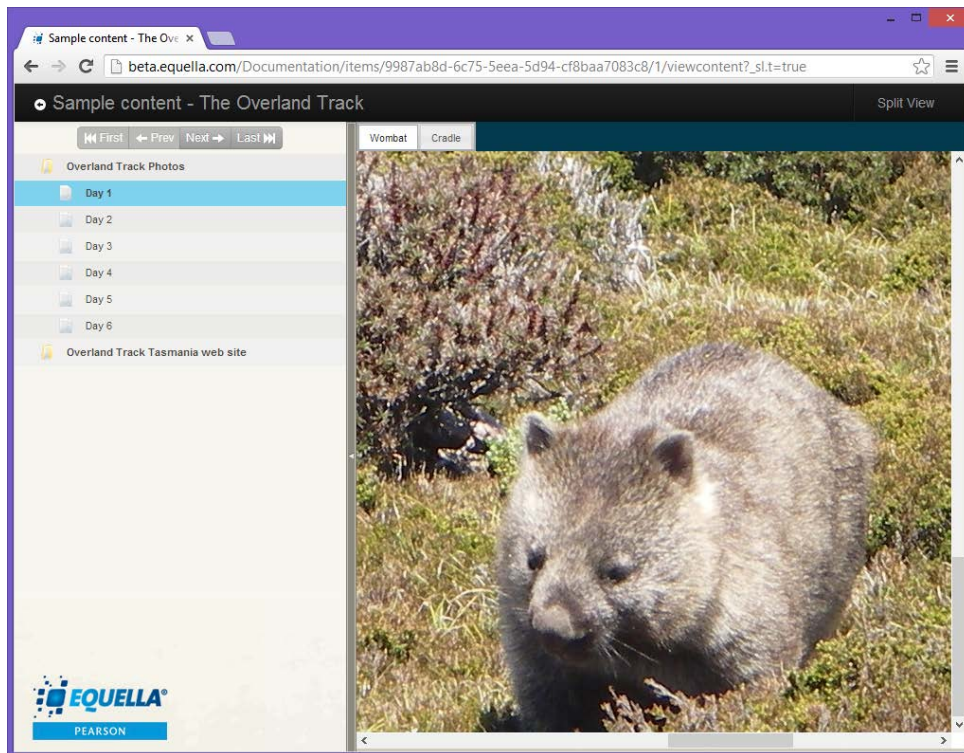 Sample content - The Ove
beta.equella.com/Documentation/items/9987ab8d-6c75-5eea-5d94-cf8baa7083c8/1/viewcontent?_sl.t=true
Sample content - The Overland Track
Split View
First Prev Next Last
Wombat Cradle
Overland Track Photos
Day 1
Day 2
Day 3
Day 4
Day 5
Day 6
Overland Track Tasmania web site
EQUELLA®
PEARSON